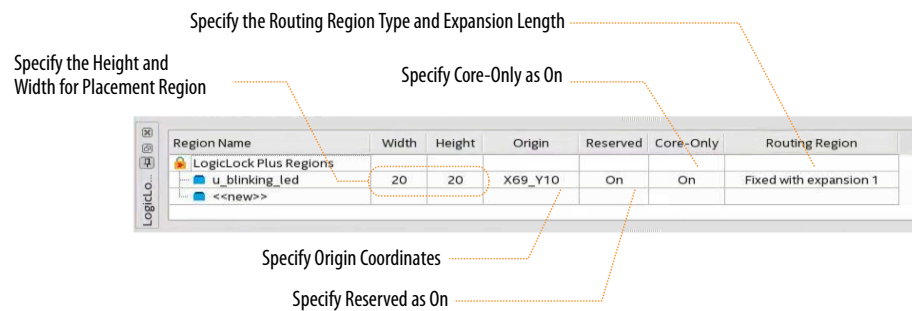 Specify the Routing Region Type and Expansion Length
Specify the Height and
Width for Placement Region
Specify Core-Only as On
Region Name Width Height Origin Reserved Core-Only Routing Region
LogicLock Plus Regions
u_blinking_led 20 20 X69_Y10 On On Fixed with expansion 1
<<new>>
LogicLo...
Specify Origin Coordinates
Specify Reserved as On